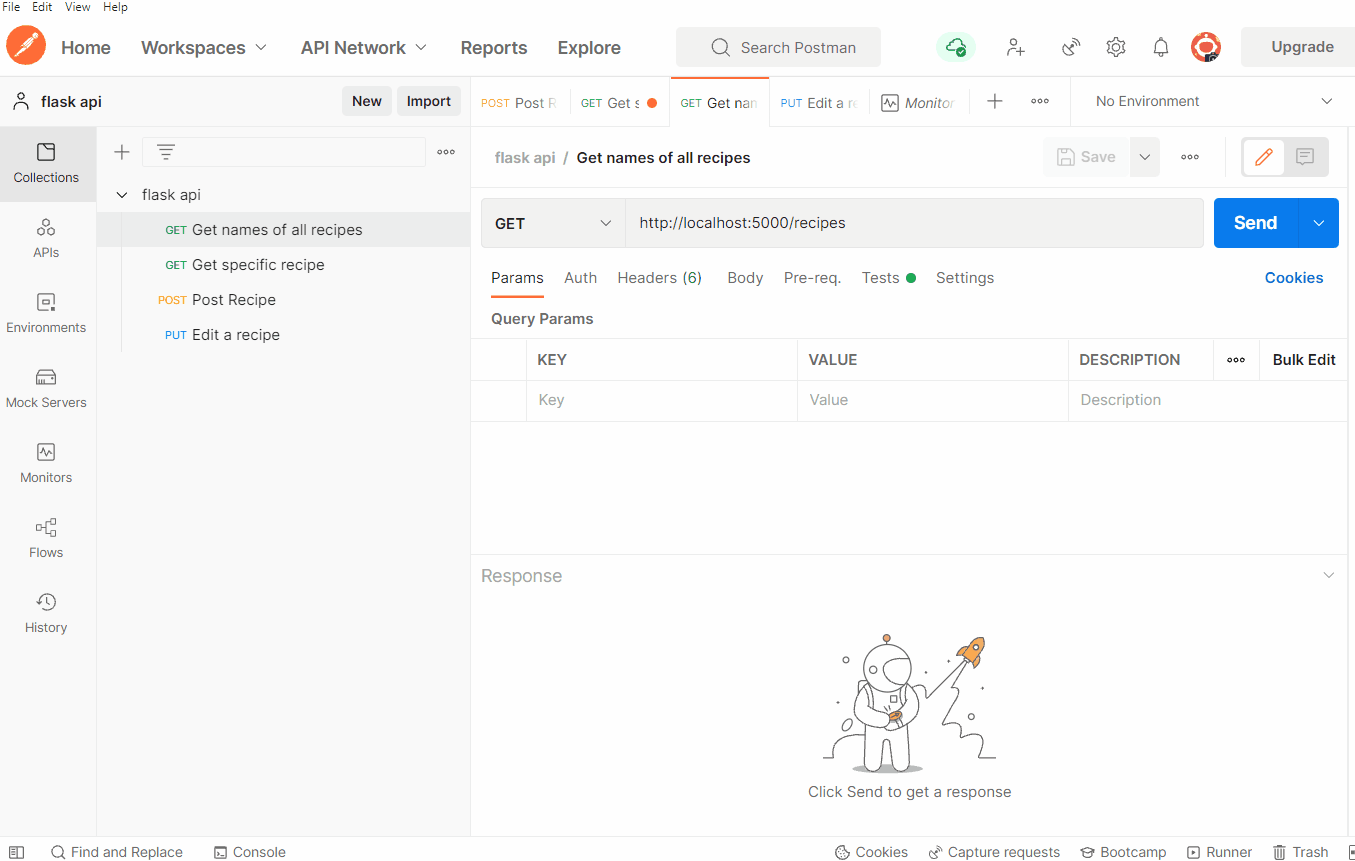 File Edit View Help
Home Workspaces API Network Reports Explore Search Postman Upgrade
flask api New Import
POST Post R GET Get s GET Get nam PUT Edit a re Monitor No Environment
Collections
APIs
Environments
Mock Servers
Monitors
Flows
History
flask api
GET Get names of all recipes
GET Get specific recipe
POST Post Recipe
PUT Edit a recipe
flask api / Get names of all recipes Save
GET http://localhost:5000/recipes Send
Params Auth Headers (6) Body Pre-req. Tests Settings Cookies
Query Params
KEY VALUE DESCRIPTION Bulk Edit
Key Value Description
Response
Click Send to get a response
Find and Replace Console Cookies Capture requests Bootcamp Runner Trash